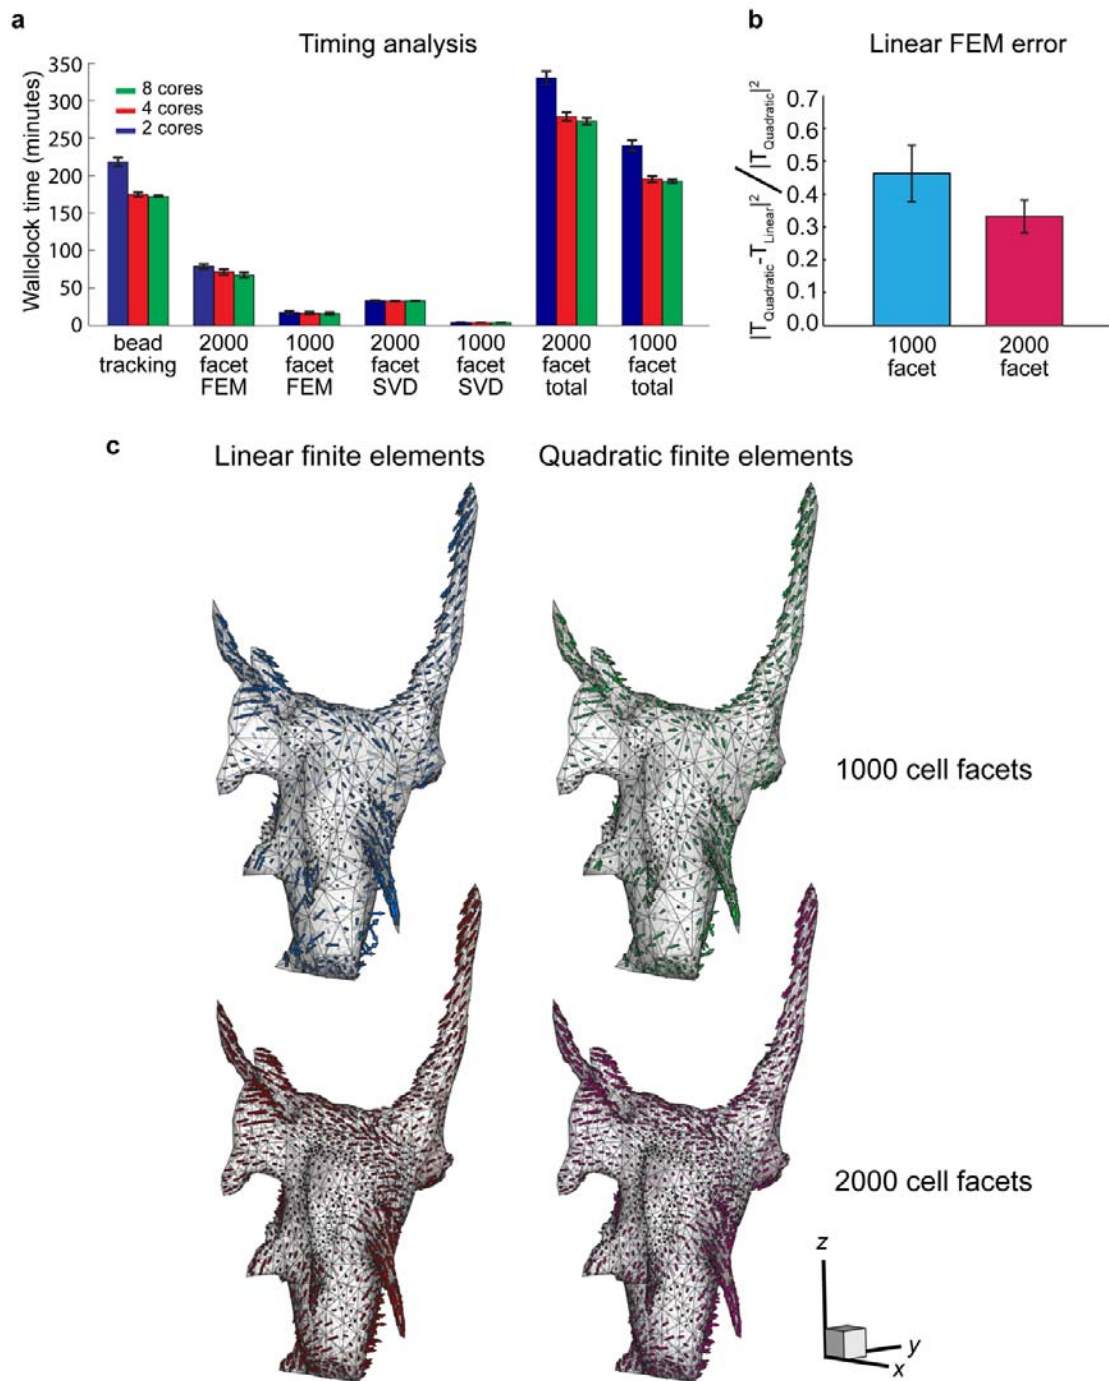 a
Timing analysis
Wallclock time (minutes)
350
300
250
200
150
100
50
0
8 cores
4 cores
2 cores
bead
tracking
2000
facet
FEM
1000
facet
FEM
2000
facet
SVD
1000
facet
SVD
2000
facet
total
1000
facet
total
b
Linear FEM error
|T_Quadratic-T_Linear|² / |T_Quadratic|²
0.7
0.6
0.5
0.4
0.3
0.2
0.1
0.0
1000
facet
2000
facet
c
Linear finite elements
Quadratic finite elements
1000 cell facets
2000 cell facets
z
y
x